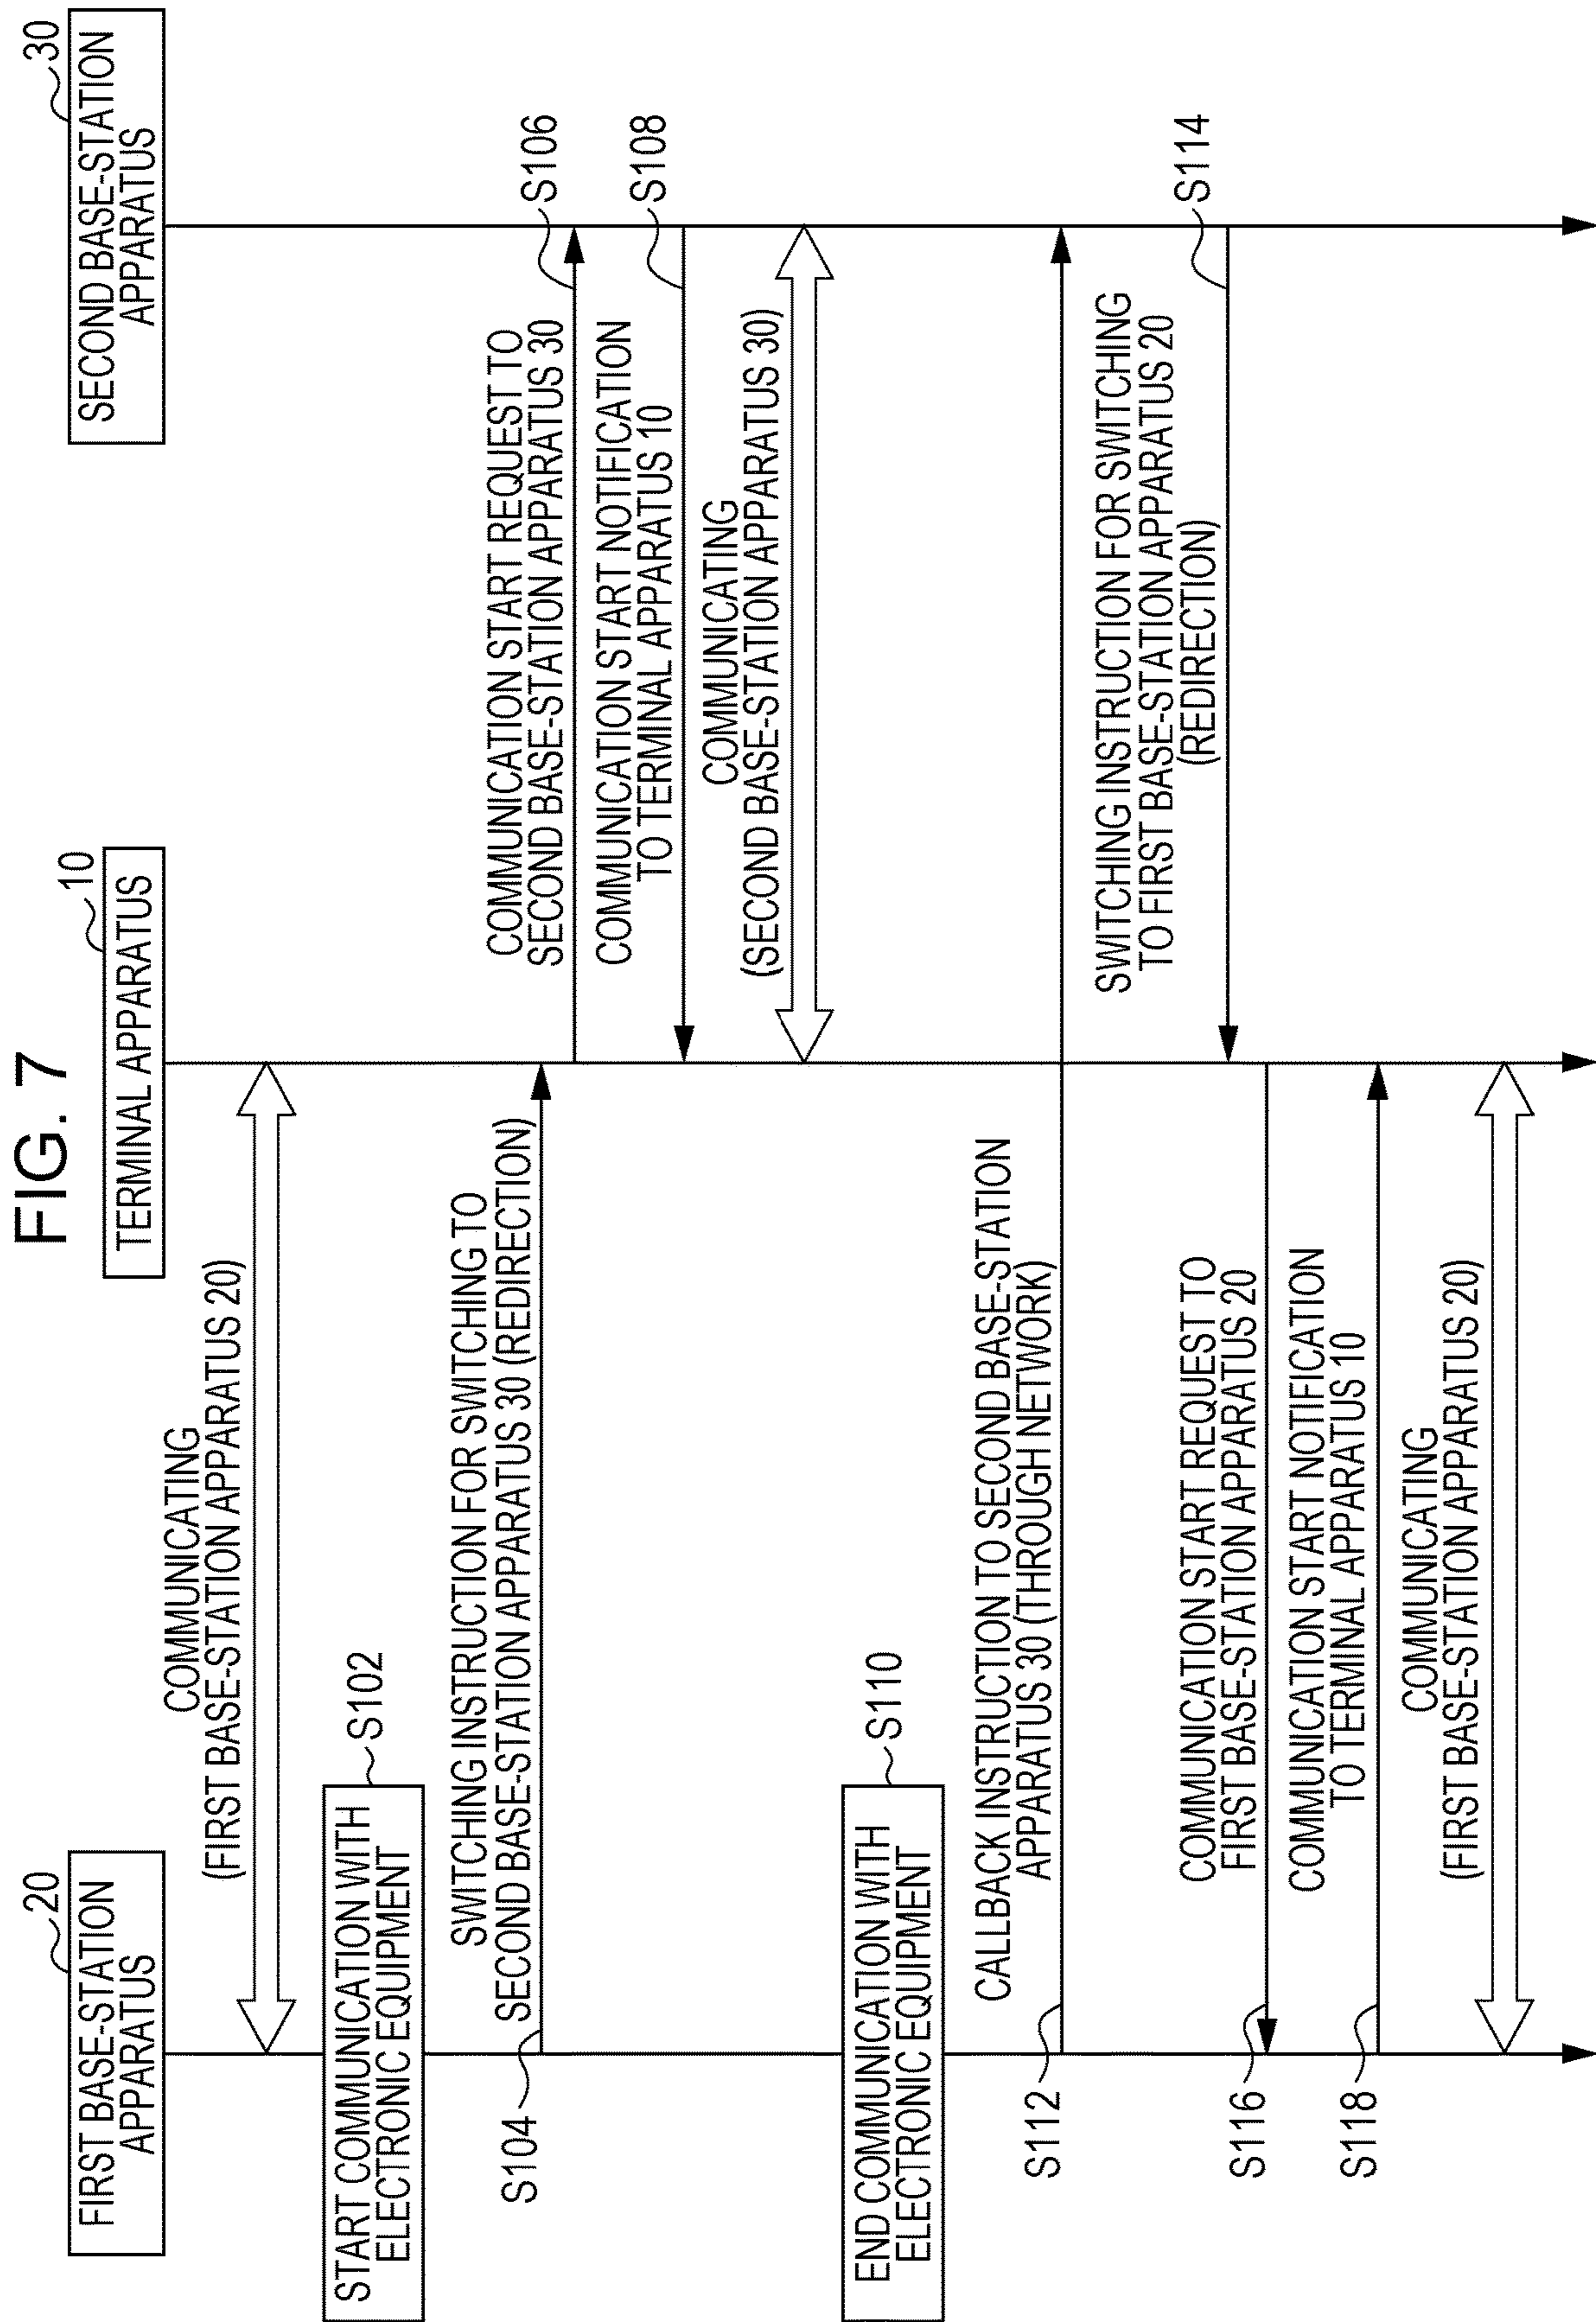 FIG. 7
20
FIRST BASE-STATION
APPARATUS
10
TERMINAL APPARATUS
30
SECOND BASE-STATION
APPARATUS
COMMUNICATING
(FIRST BASE-STATION APPARATUS 20)
START COMMUNICATION WITH
ELECTRONIC EQUIPMENT
S102
SWITCHING INSTRUCTION FOR SWITCHING TO
SECOND BASE-STATION APPARATUS 30 (REDIRECTION)
S104
COMMUNICATION START REQUEST TO
SECOND BASE-STATION APPARATUS 30
S106
COMMUNICATION START NOTIFICATION
TO TERMINAL APPARATUS 10
S108
COMMUNICATING
(SECOND BASE-STATION APPARATUS 30)
END COMMUNICATION WITH
ELECTRONIC EQUIPMENT
S110
CALLBACK INSTRUCTION TO SECOND BASE-STATION
APPARATUS 30 (THROUGH NETWORK)
S112
SWITCHING INSTRUCTION FOR SWITCHING
TO FIRST BASE-STATION APPARATUS 20
(REDIRECTION)
S114
COMMUNICATION START REQUEST TO
FIRST BASE-STATION APPARATUS 20
S116
COMMUNICATION START NOTIFICATION
TO TERMINAL APPARATUS 10
S118
COMMUNICATING
(FIRST BASE-STATION APPARATUS 20)